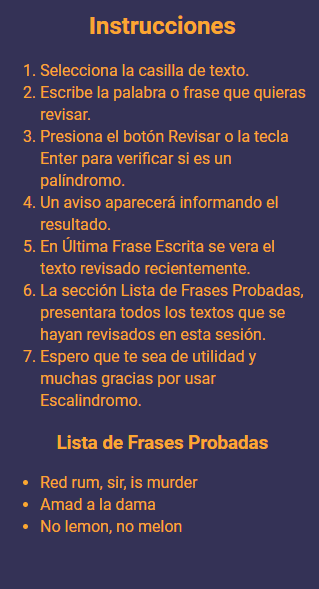 Instrucciones
1. Selecciona la casilla de texto.
2. Escribe la palabra o frase que quieras
revisar.
3. Presiona el botón Revisar o la tecla
Enter para verificar si es un
palíndromo.
4. Un aviso aparecerá informando el
resultado.
5. En Última Frase Escrita se vera el
texto revisado recientemente.
6. La sección Lista de Frases Probadas,
presentara todos los textos que se
hayan revisados en esta sesión.
7. Espero que te sea de utilidad y
muchas gracias por usar
Escalindromo.
Lista de Frases Probadas
• Red rum, sir, is murder
• Amad a la dama
• No lemon, no melon